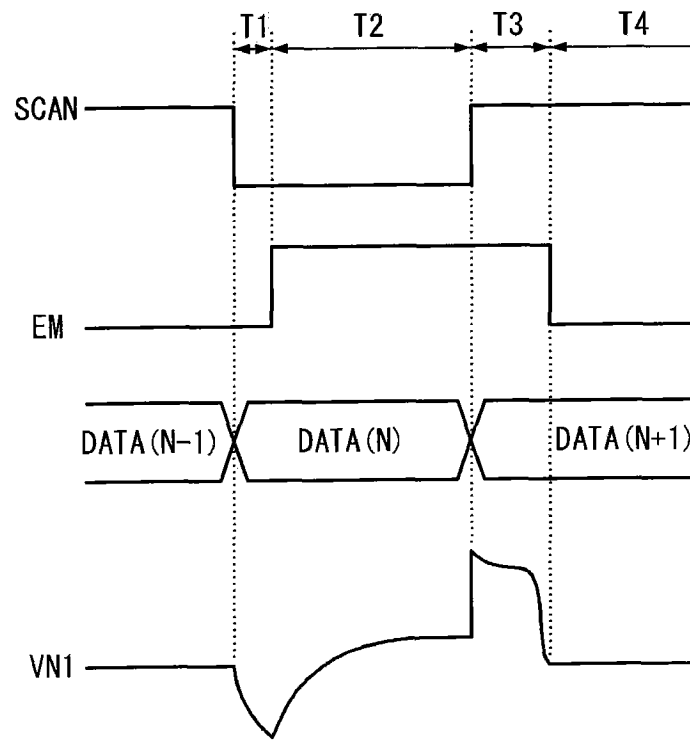 T1 T2 T3 T4
SCAN
EM
DATA(N-1) DATA(N) DATA(N+1)
VN1